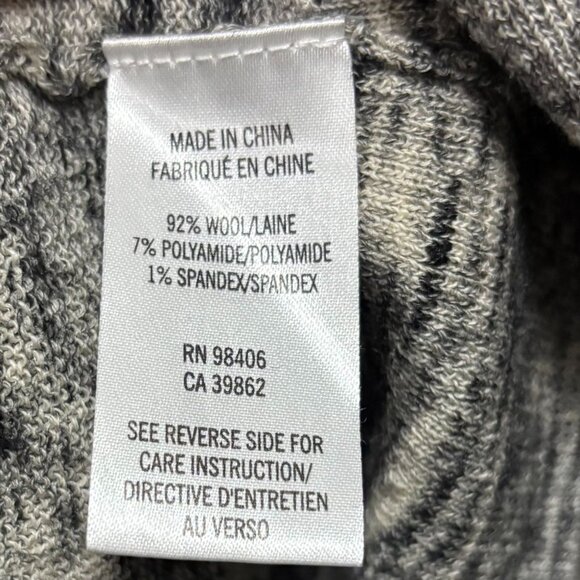 MADE IN CHINA
FABRIQUÉ EN CHINE
92% WOOL/LAINE
7% POLYAMIDE/POLYAMIDE
1% SPANDEX/SPANDEX
RN 98406
CA 39862
SEE REVERSE SIDE FOR
CARE INSTRUCTION/
DIRECTIVE D'ENTRETIEN
AU VERSO